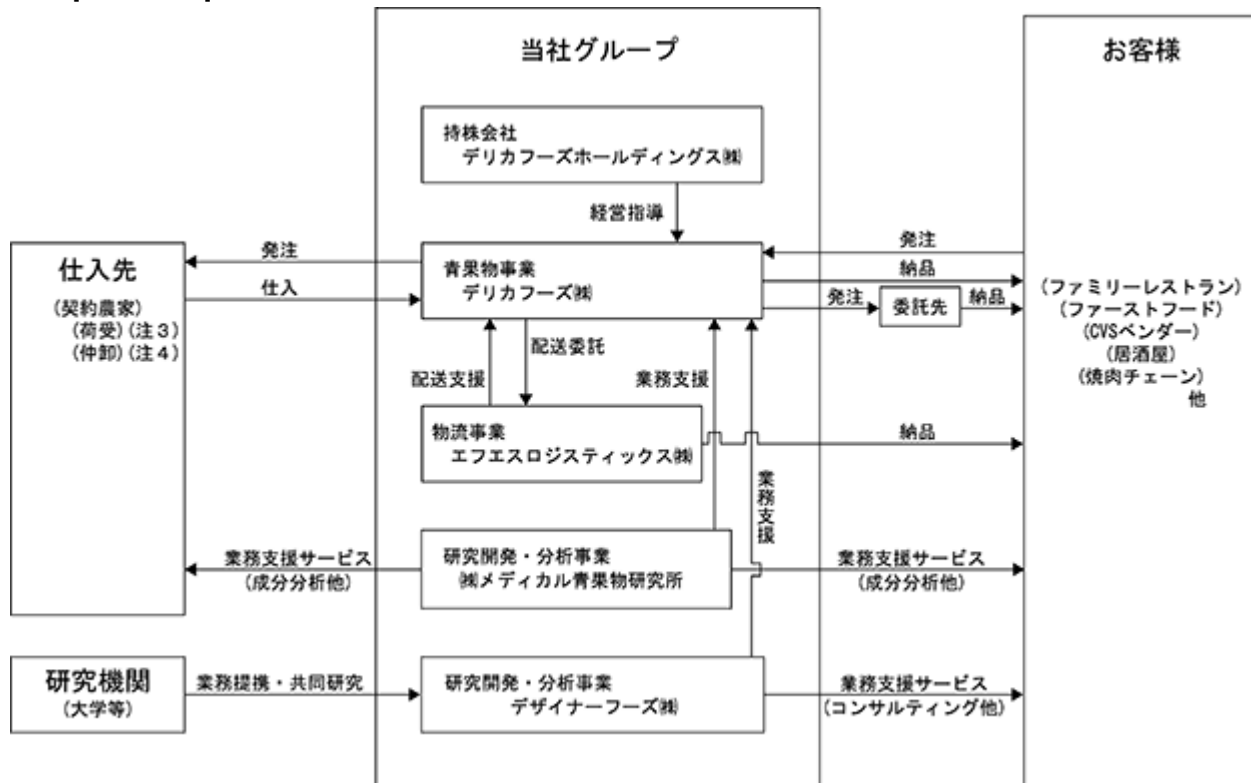 当社グループ
お客様
持株会社
デリカフーズホールディングス㈱
経営指導
仕入先
(契約農家)
(荷受)(注3)
(仲卸)(注4)
発注
仕入
青果物事業
デリカフーズ㈱
発注
納品
発注
委託先
納品
(ファミリーレストラン)
(ファーストフード)
(CVSベンダー)
(居酒屋)
(焼肉チェーン)
他
配送支援
配送委託
業務支援
物流事業
エフエスロジスティックス㈱
納品
業務支援
業務支援サービス
(成分分析他)
研究開発・分析事業
㈱メディカル青果物研究所
業務支援サービス
(成分分析他)
研究機関
(大学等)
業務提携・共同研究
研究開発・分析事業
デザイナーフーズ㈱
業務支援サービス
(コンサルティング他)